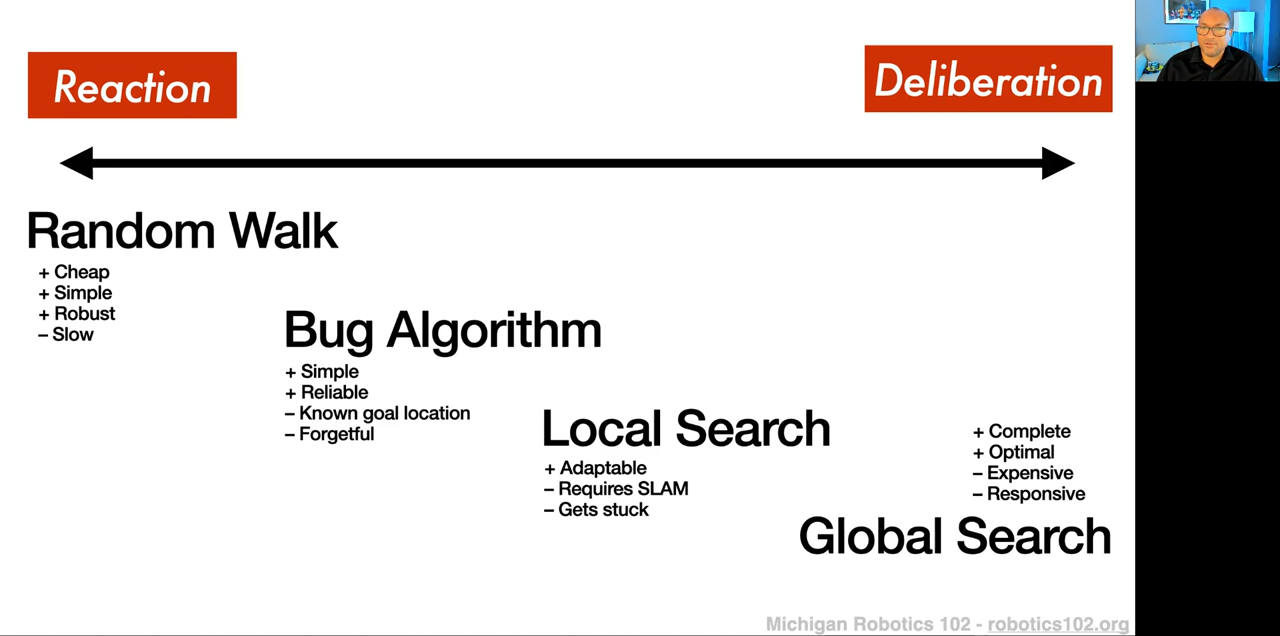 Reaction
Deliberation
Random Walk
+ Cheap
+ Simple
+ Robust
– Slow
Bug Algorithm
+ Simple
+ Reliable
– Known goal location
– Forgetful
Local Search
+ Adaptable
– Requires SLAM
– Gets stuck
+ Complete
+ Optimal
– Expensive
– Responsive
Global Search
Michigan Robotics 102 - robotics102.org